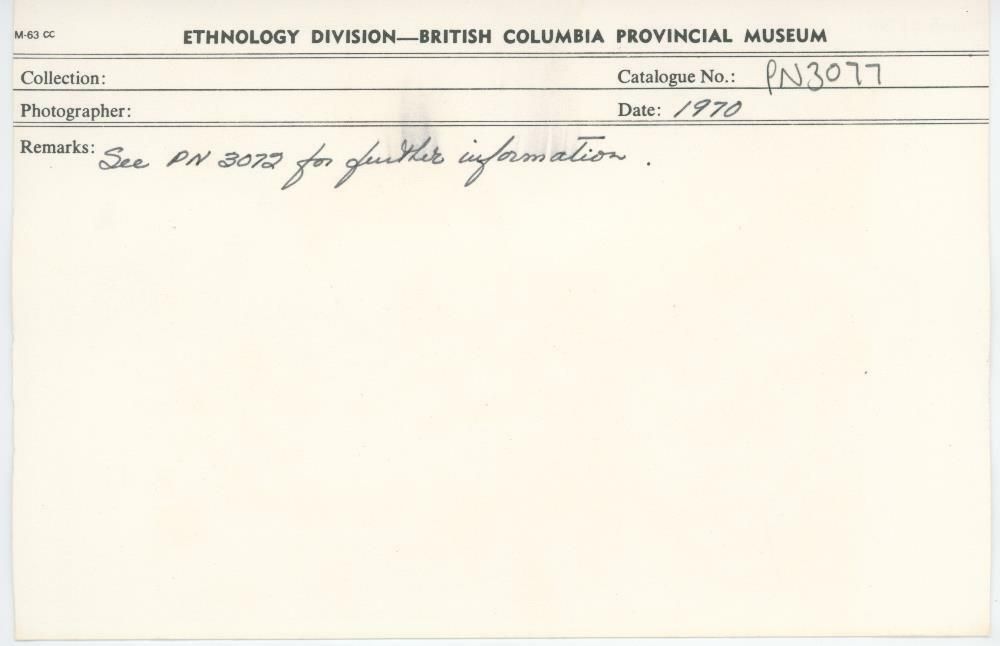 M-63 CC
ETHNOLOGY DIVISION—BRITISH COLUMBIA PROVINCIAL MUSEUM
Collection: Catalogue No.: PN3077
Photographer: Date: 1970
Remarks: See PN 3072 for further information .